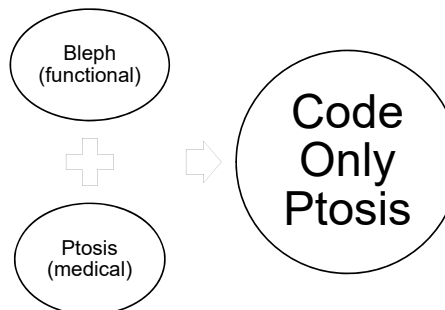 Bleph
(functional)
Ptosis
(medical)
Code
Only
Ptosis